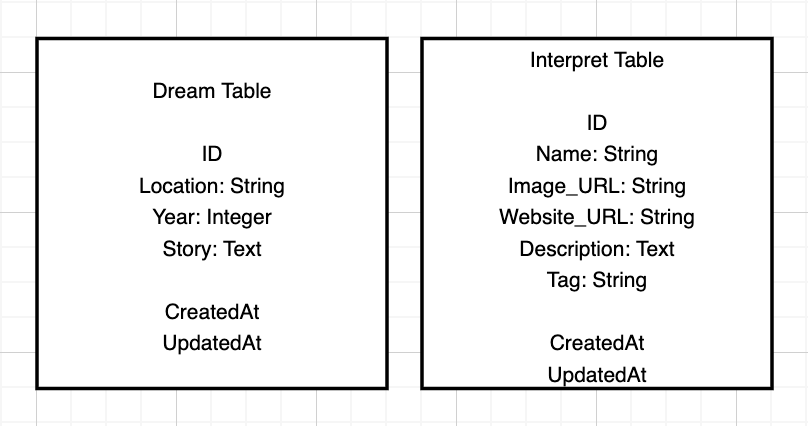 Dream Table
ID
Location: String
Year: Integer
Story: Text
CreatedAt
UpdatedAt
Interpret Table
ID
Name: String
Image_URL: String
Website_URL: String
Description: Text
Tag: String
CreatedAt
UpdatedAt